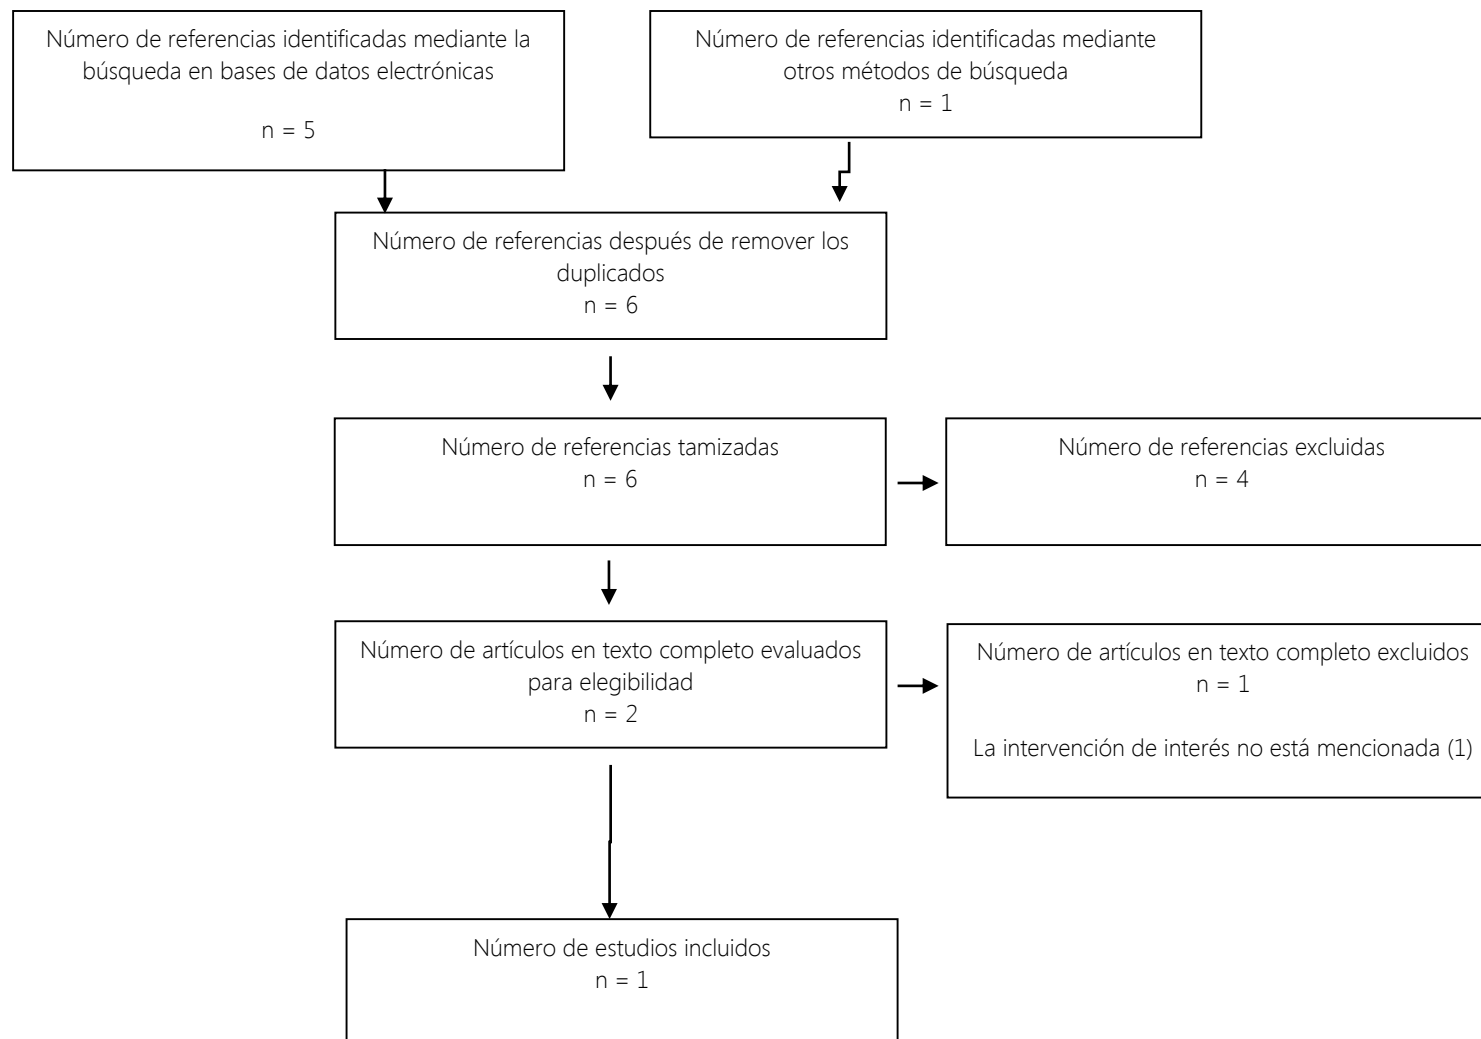 Número de referencias identificadas mediante la
búsqueda en bases de datos electrónicas
n = 5
Número de referencias identificadas mediante
otros métodos de búsqueda
n = 1
Número de referencias después de remover los
duplicados
n = 6
Número de referencias tamizadas
n = 6
Número de referencias excluidas
n = 4
Número de artículos en texto completo evaluados
para elegibilidad
n = 2
Número de artículos en texto completo excluidos
n = 1
La intervención de interés no está mencionada (1)
Número de estudios incluidos
n = 1